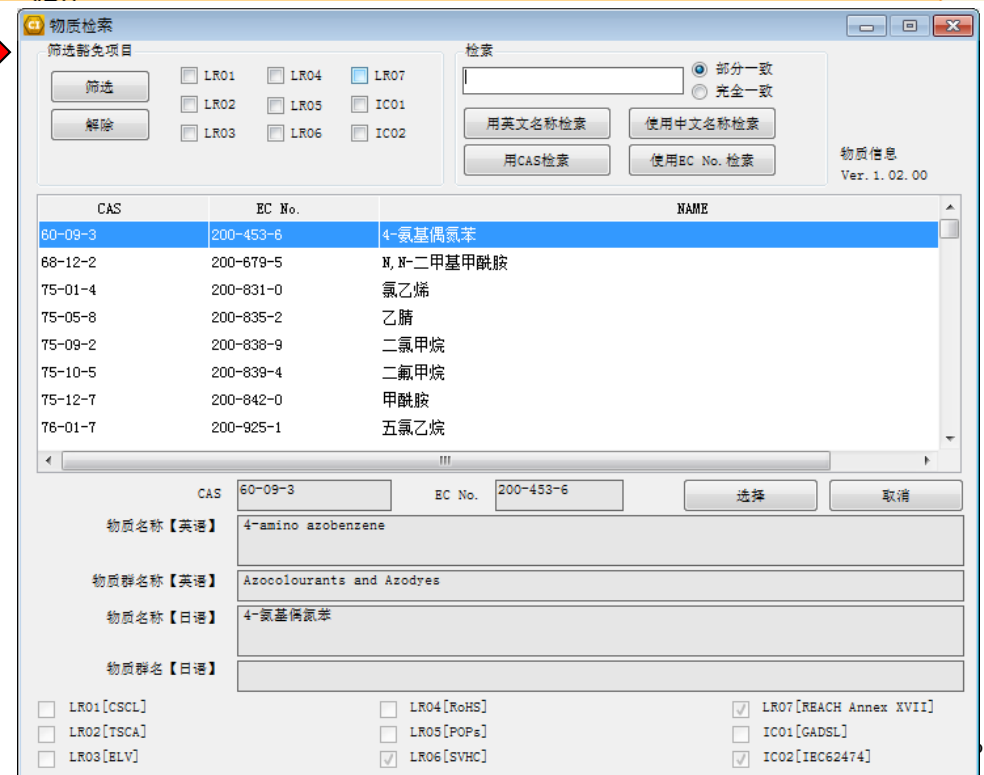 物质检索
筛选豁免项目
检索
筛选
解除
LR01 LR04 LR07
LR02 LR05 IC01
LR03 LR06 IC02
部分一致
完全一致
用英文名称检索 使用中文名称检索
用CAS检索 使用EC No. 检索
物质信息
Ver. 1. 02. 00
CAS EC No. NAME
60-09-3 200-453-6 4-氨基偶氮苯
68-12-2 200-679-5 N,N-二甲基甲酰胺
75-01-4 200-831-0 氯乙烯
75-05-8 200-835-2 乙腈
75-09-2 200-838-9 二氯甲烷
75-10-5 200-839-4 二氟甲烷
75-12-7 200-842-0 甲酰胺
76-01-7 200-925-1 五氯乙烷
CAS 60-09-3 EC No. 200-453-6 选择 取消
物质名称【英语】 4-amino azobenzene
物质群名称【英语】 Azocolourants and Azodyes
物质名称【日语】 4-氨基偶氮苯
物质群名【日语】
LR01[CSCL] LR04[RoHS] LR07[REACH Annex XVII]
LR02[TSCA] LR05[POPs] IC01[GADSL]
LR03[ELV] LR06[SVHC] IC02[IEC62474]